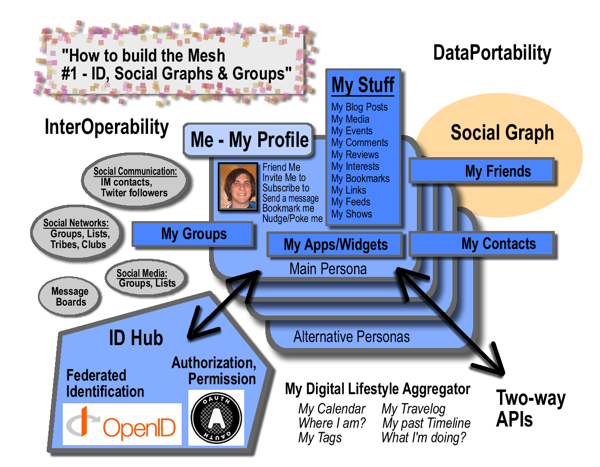 "How to build the Mesh
#1 - ID, Social Graphs & Groups"
DataPortability
InterOperability
My Stuff
My Blog Posts
My Media
My Events
My Comments
My Reviews
My Interests
My Bookmarks
My Links
My Feeds
My Shows
Me - My Profile
Friend Me
Invite Me to
Subscribe to
Send a message
Bookmark me
Nudge/Poke me
Social Graph
My Friends
My Contacts
Social Communication:
IM contacts,
Twiter followers
Social Networks:
Groups, Lists,
Tribes, Clubs
My Groups
Social Media:
Groups, Lists
Message
Boards
My Apps/Widgets
Main Persona
Alternative Personas
ID Hub
Federated
Identification
OpenID
Authorization,
Permission
OAUTH
A
OAUTH
My Digital Lifestyle Aggregator
My Calendar
Where I am?
My Tags
My Travelog
My past Timeline
What I'm doing?
Two-way
APIs